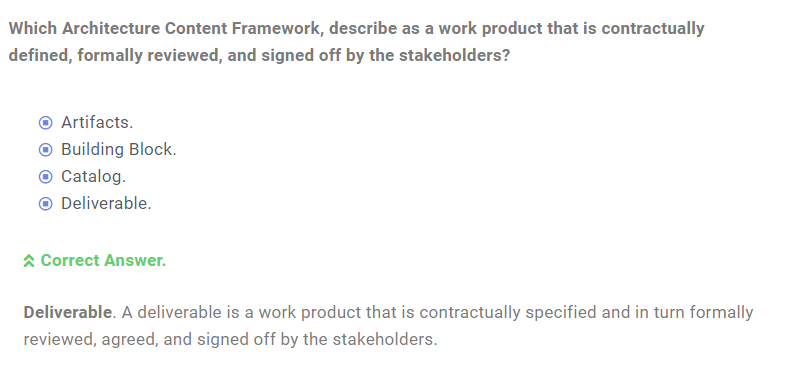 Which Architecture Content Framework, describe as a work product that is contractually
defined, formally reviewed, and signed off by the stakeholders?
Artifacts.
Building Block.
Catalog.
Deliverable.
Correct Answer.
Deliverable. A deliverable is a work product that is contractually specified and in turn formally
reviewed, agreed, and signed off by the stakeholders.